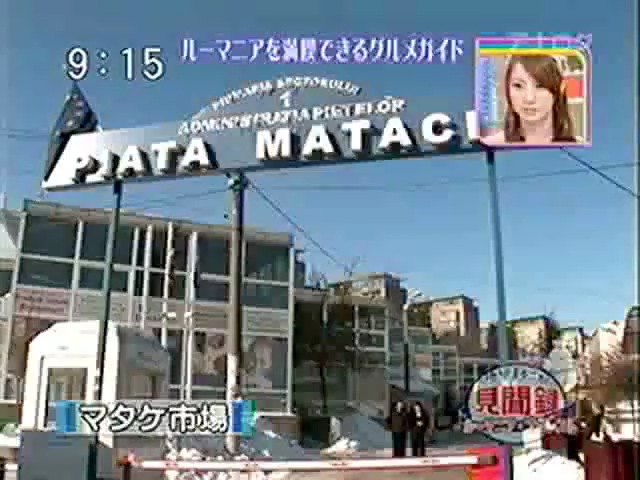 9:15
ルーマニアを満喫できるグルメガイド
PRIMARIA SECTORULUI
1
ADMINISTRATIA PIETELOR
PIATA MATACH
見聞録
マタケ市場